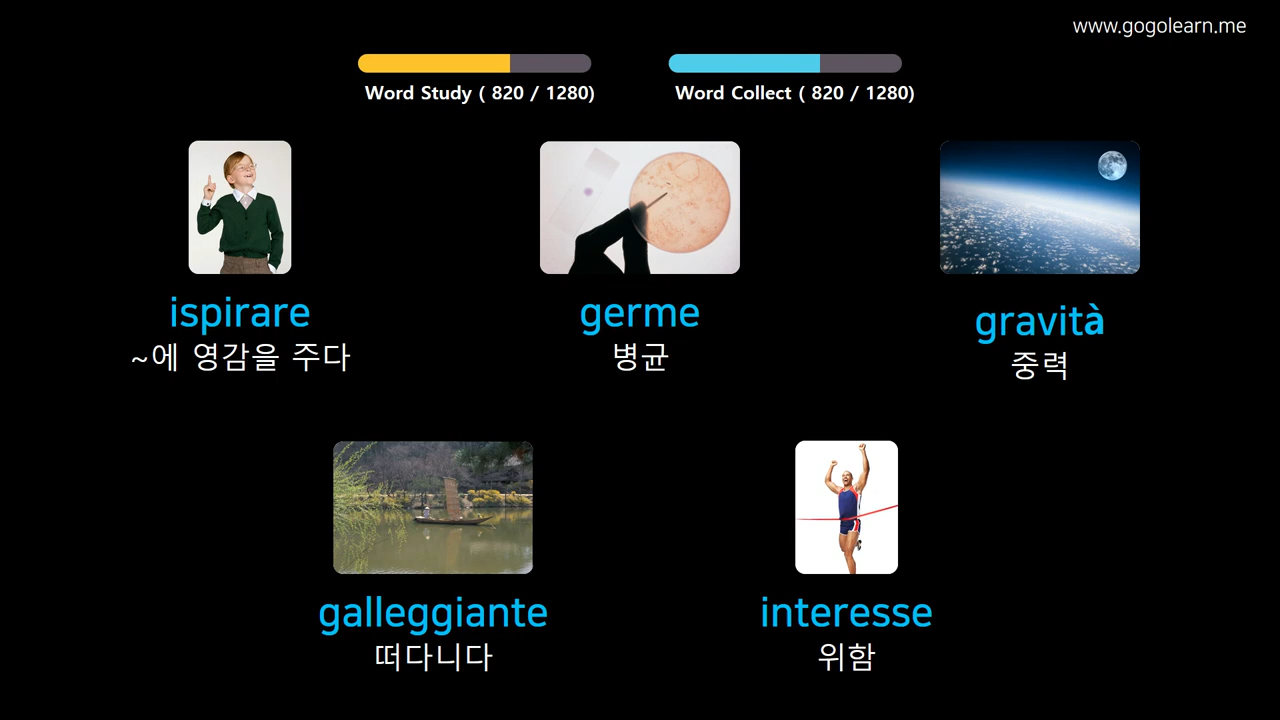 www.gogolearn.me
Word Study ( 820 / 1280)
Word Collect ( 820 / 1280)
ispirare
~에 영감을 주다
germe
병균
gravità
중력
galleggiante
떠다니다
interesse
위함